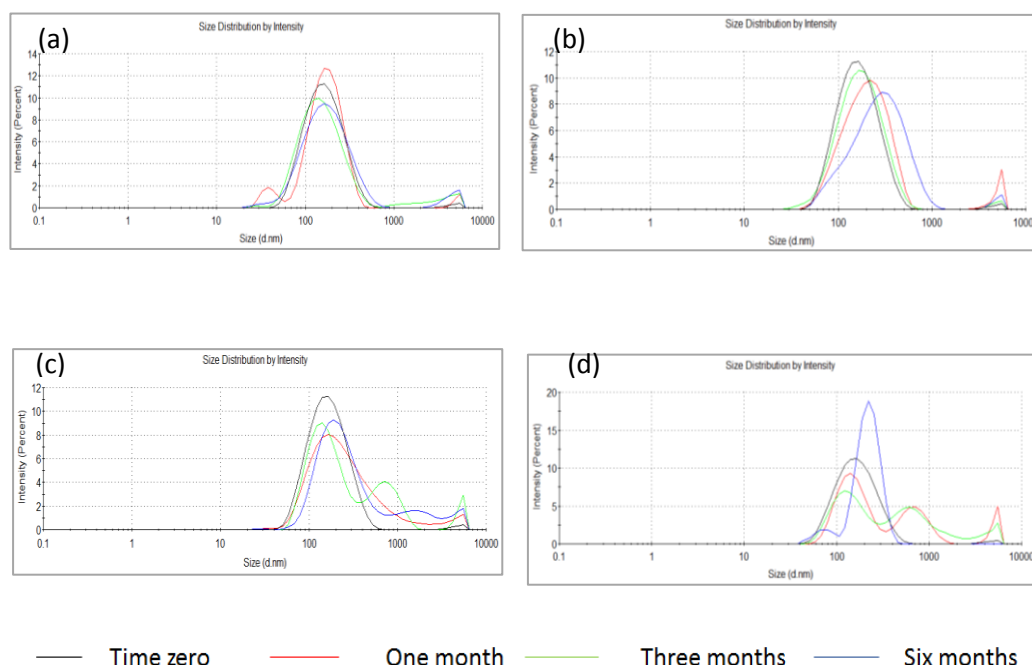 (a)
Size Distribution by Intensity
14
12
10
8
6
4
2
0
Intensity (Percent)
0.1 1 10 100 1000 10000
Size (d.nm)
(b)
Size Distribution by Intensity
12
10
8
6
4
2
0
Intensity (Percent)
0.1 1 10 100 1000 10000
Size (d.nm)
(c)
Size Distribution by Intensity
12
10
8
6
4
2
0
Intensity (Percent)
0.1 1 10 100 1000 10000
Size (d.nm)
(d)
Size Distribution by Intensity
20
15
10
5
0
Intensity (Percent)
0.1 1 10 100 1000 10000
Size (d.nm)
Time zero One month Three months Six months